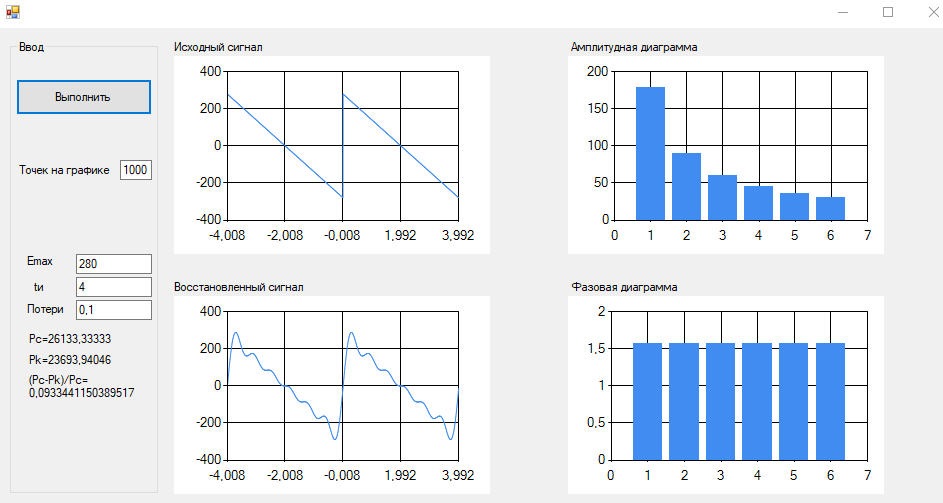 Ввод
Выполнить
Точек на графике 1000
Emax 280
tи 4
Потери 0,1
Pc=26133,33333
Pk=23693,94046
(Pc-Pk)/Pc=
0,0933441150389517
Исходный сигнал
400
200
0
-200
-400
-4,008 -2,008 -0,008 1,992 3,992
Амплитудная диаграмма
200
150
100
50
0
0 1 2 3 4 5 6 7
Восстановленный сигнал
400
200
0
-200
-400
-4,008 -2,008 -0,008 1,992 3,992
Фазовая диаграмма
2
1,5
1
0,5
0
0 1 2 3 4 5 6 7